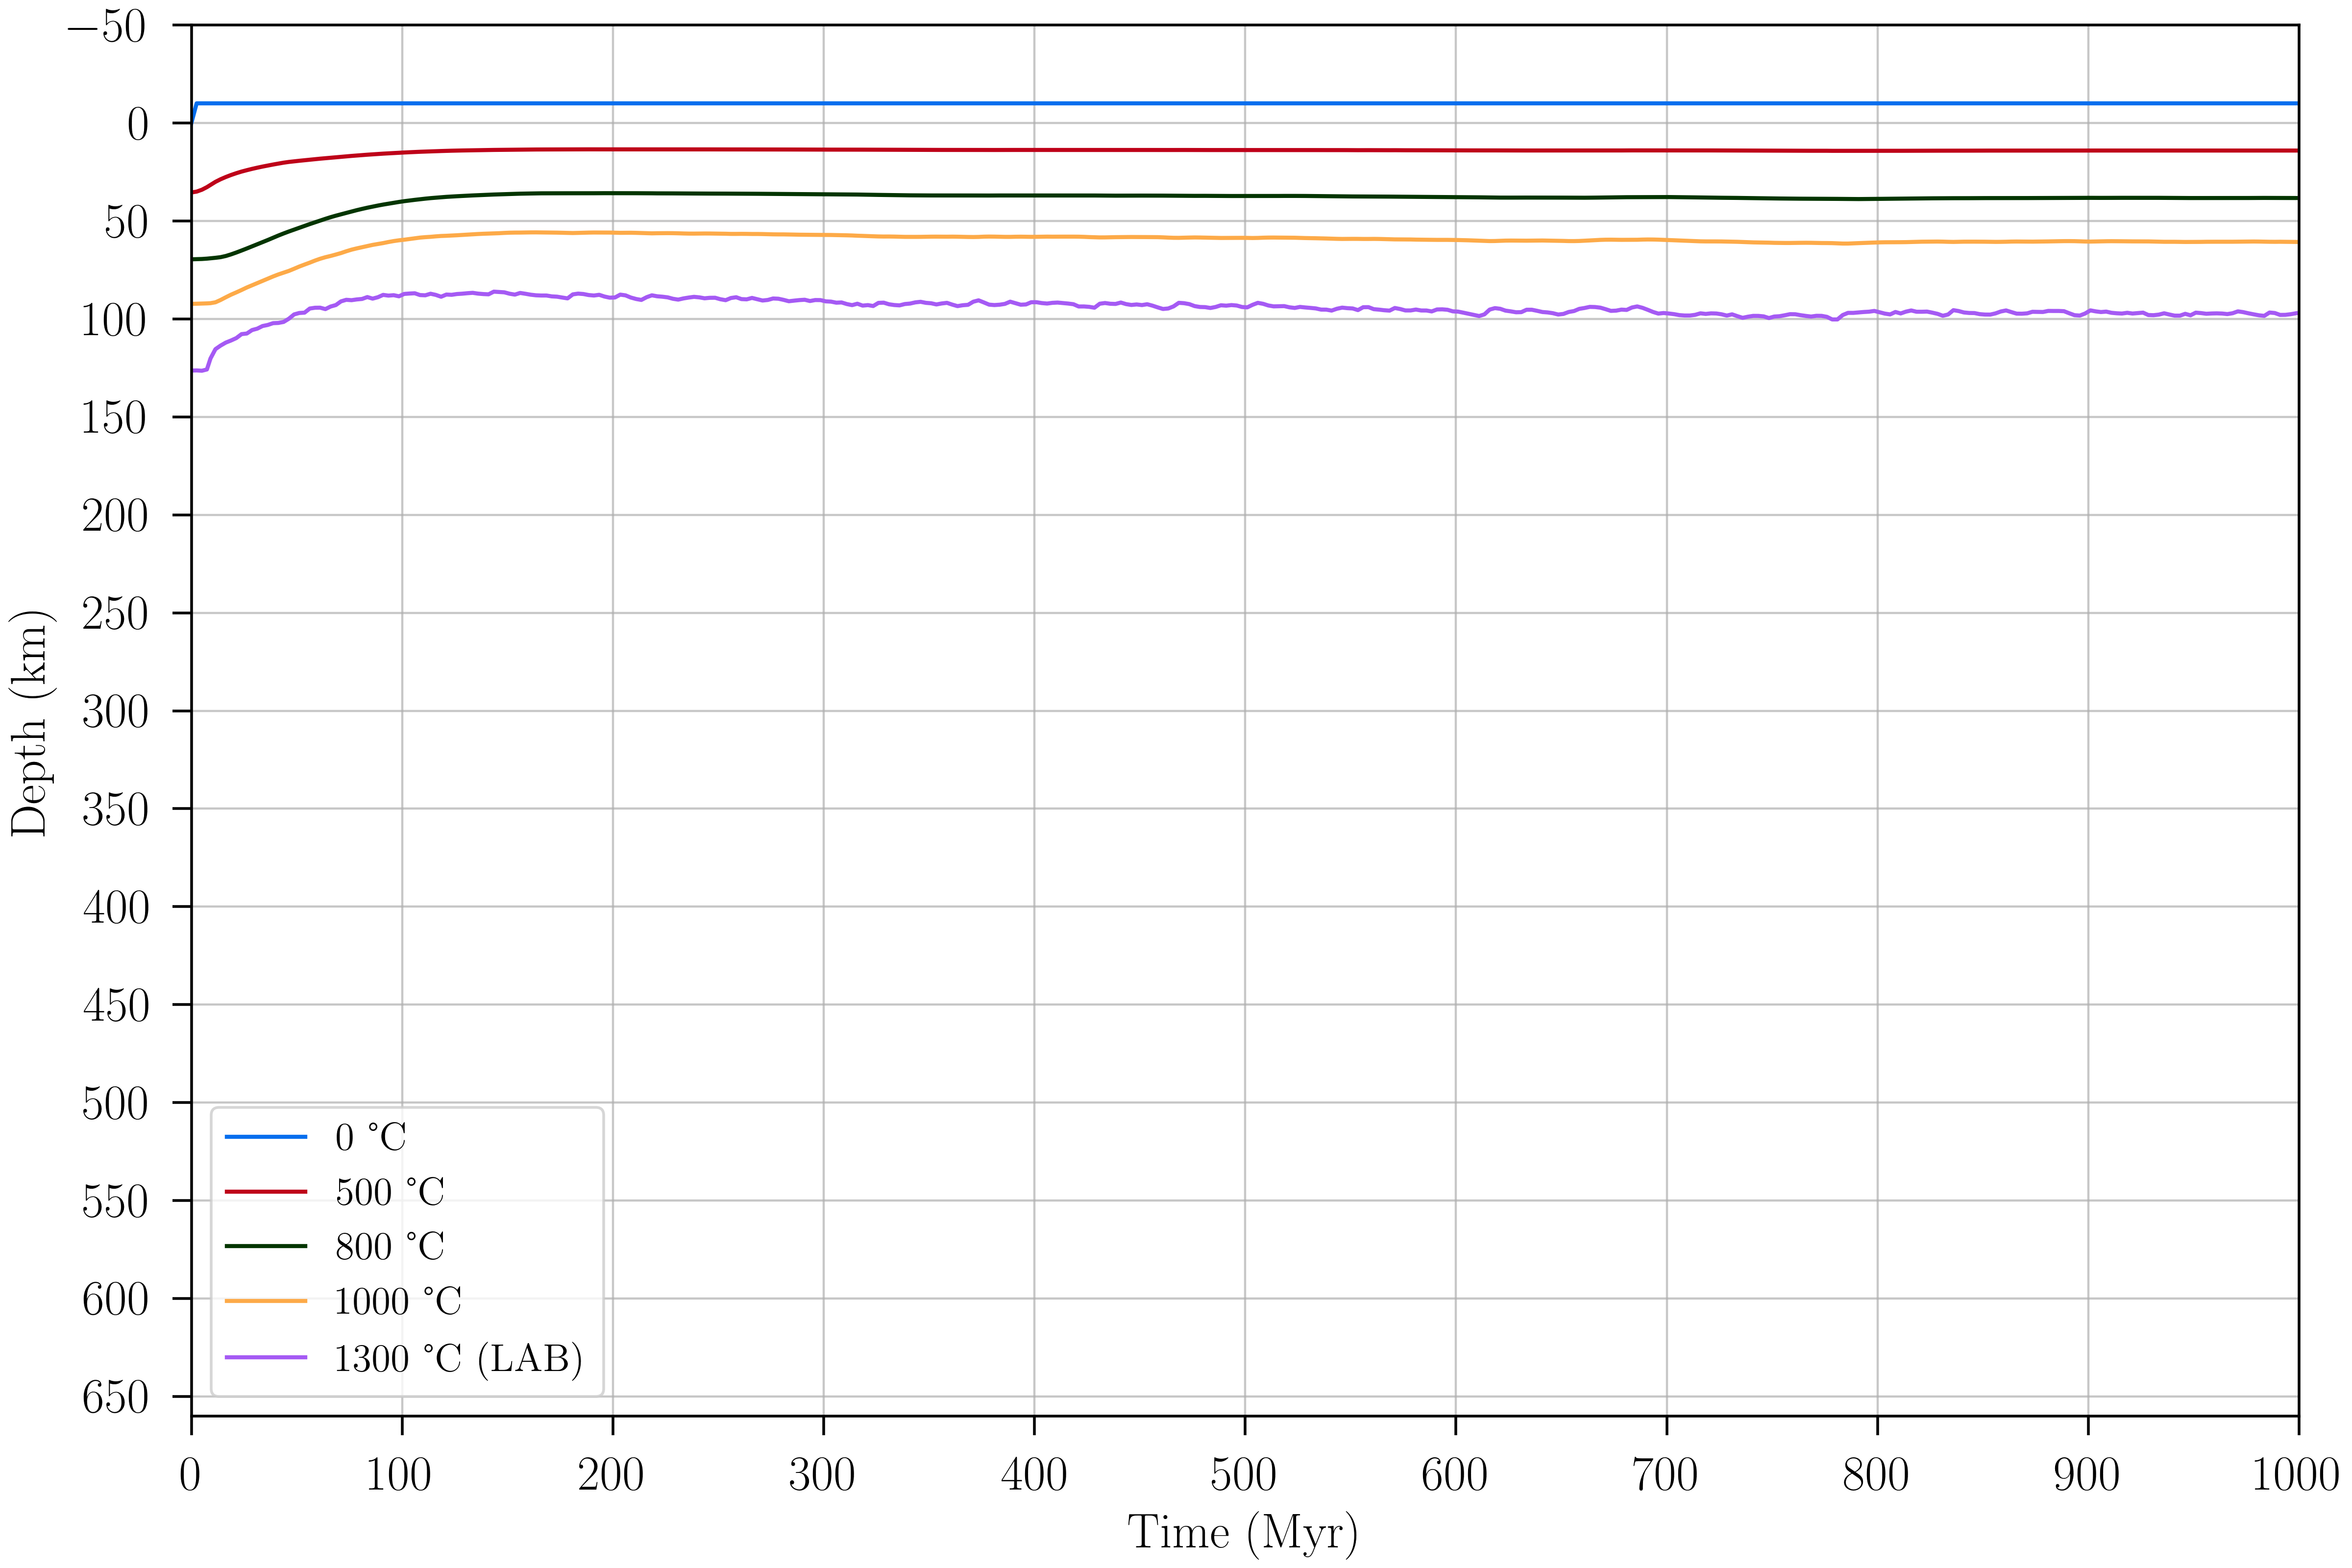 −50
0
50
100
150
200
250
300
350
400
450
500
550
600
650
Depth (km)
0 °C
500 °C
800 °C
1000 °C
1300 °C (LAB)
0 100 200 300 400 500 600 700 800 900 1000
Time (Myr)